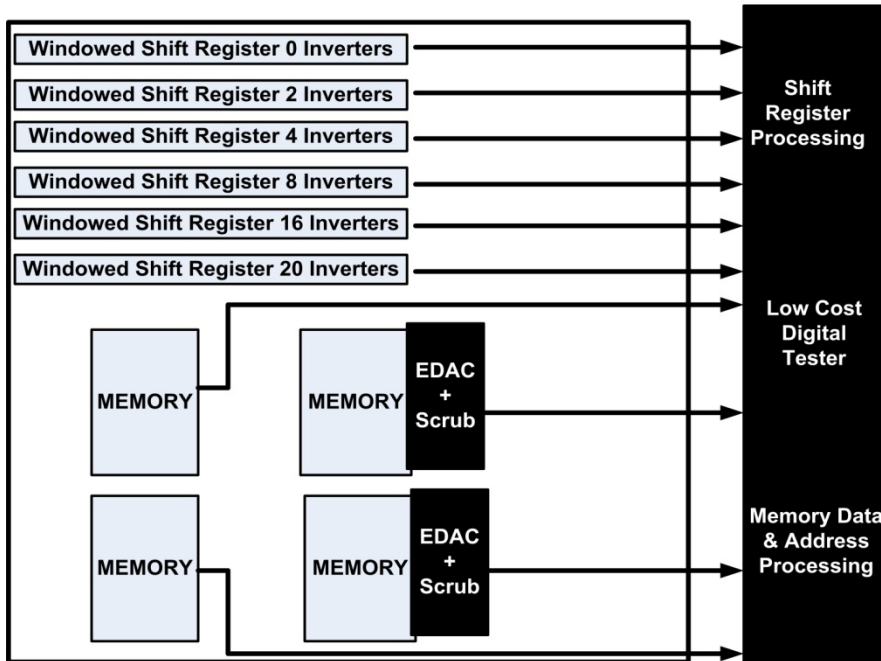 Windowed Shift Register 0 Inverters
Windowed Shift Register 2 Inverters
Windowed Shift Register 4 Inverters
Windowed Shift Register 8 Inverters
Windowed Shift Register 16 Inverters
Windowed Shift Register 20 Inverters
Shift
Register
Processing
Low Cost
Digital
Tester
Memory Data
& Address
Processing
MEMORY
MEMORY
EDAC
+
Scrub
MEMORY
MEMORY
EDAC
+
Scrub